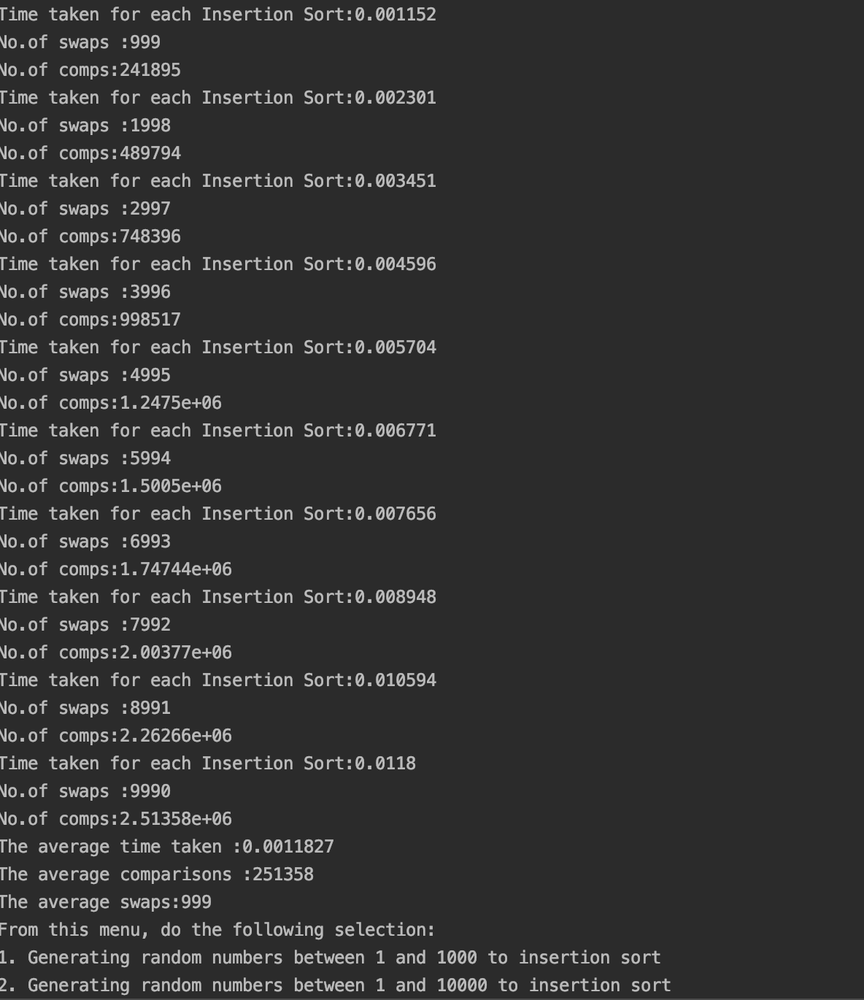 Time taken for each Insertion Sort:0.001152
No.of swaps :999
No.of comps:241895
Time taken for each Insertion Sort:0.002301
No.of swaps :1998
No.of comps:489794
Time taken for each Insertion Sort:0.003451
No.of swaps :2997
No.of comps:748396
Time taken for each Insertion Sort:0.004596
No.of swaps :3996
No.of comps:998517
Time taken for each Insertion Sort:0.005704
No.of swaps :4995
No.of comps:1.2475e+06
Time taken for each Insertion Sort:0.006771
No.of swaps :5994
No.of comps:1.5005e+06
Time taken for each Insertion Sort:0.007656
No.of swaps :6993
No.of comps:1.74744e+06
Time taken for each Insertion Sort:0.008948
No.of swaps :7992
No.of comps:2.00377e+06
Time taken for each Insertion Sort:0.010594
No.of swaps :8991
No.of comps:2.26266e+06
Time taken for each Insertion Sort:0.0118
No.of swaps :9990
No.of comps:2.51358e+06
The average time taken :0.0011827
The average comparisons :251358
The average swaps:999
From this menu, do the following selection:
1. Generating random numbers between 1 and 1000 to insertion sort
2. Generating random numbers between 1 and 10000 to insertion sort